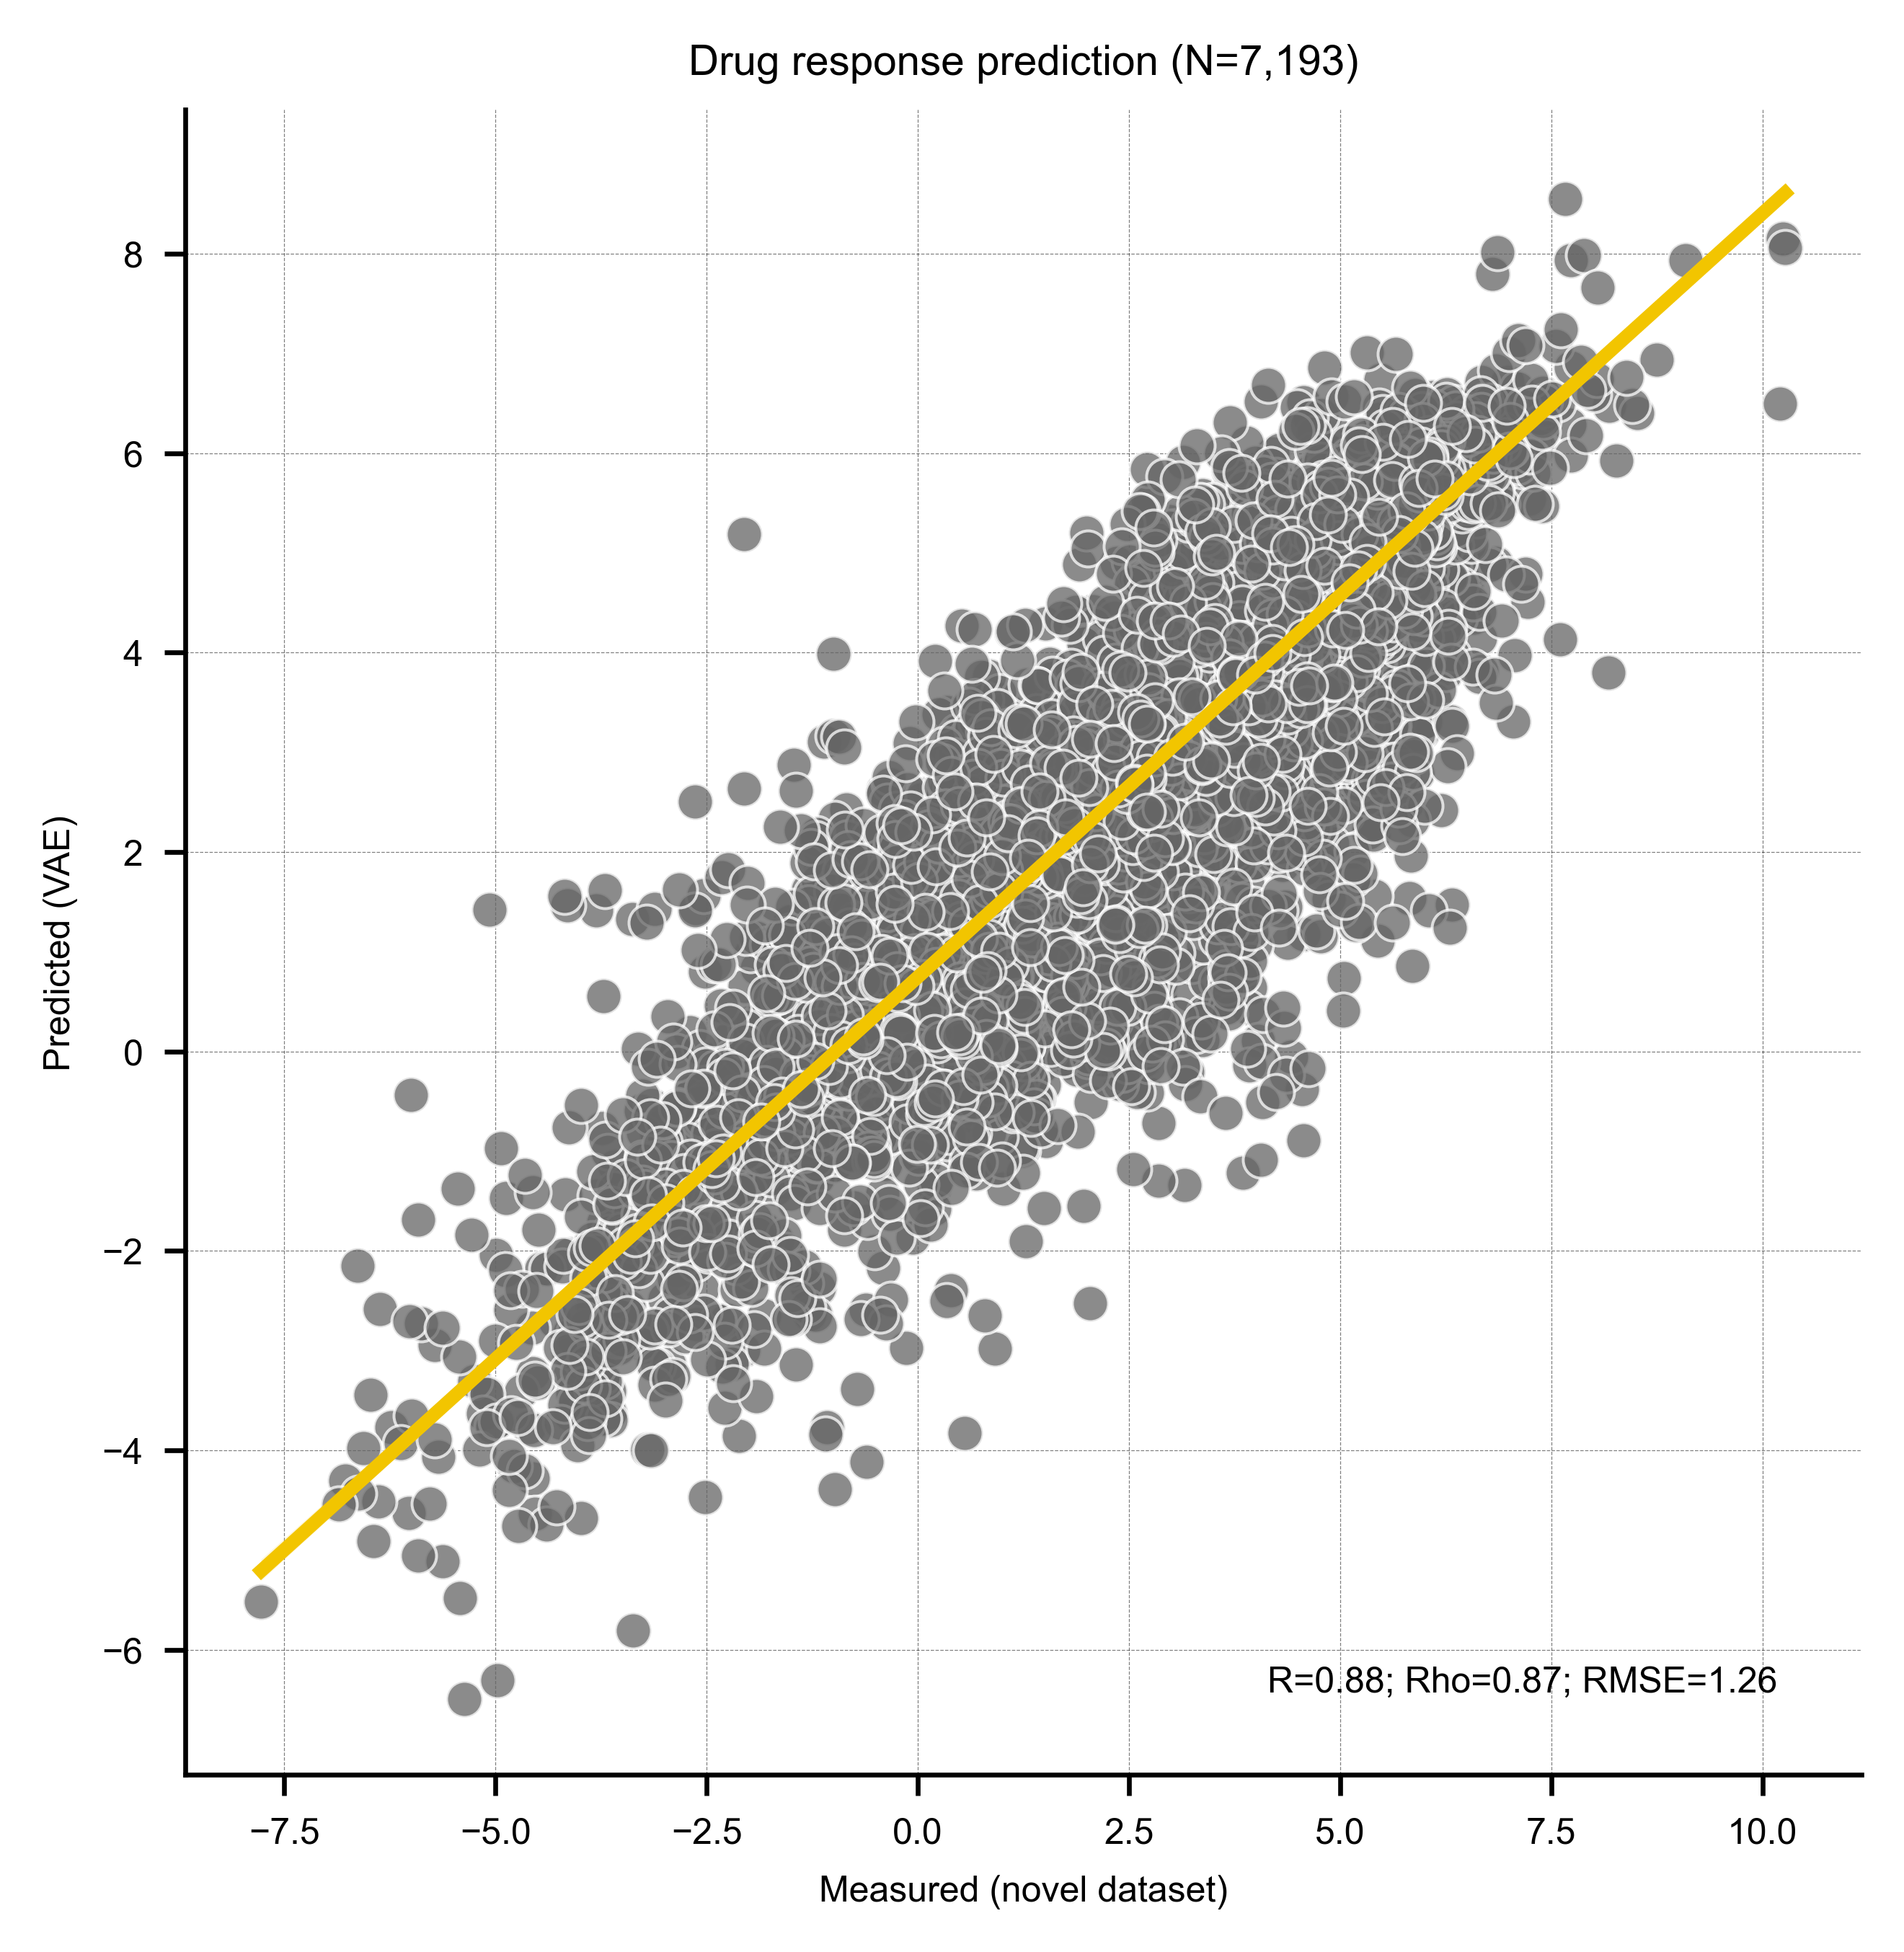 Drug response prediction (N=7,193)
Predicted (VAE)
8
6
4
2
0
−2
−4
−6
R=0.88; Rho=0.87; RMSE=1.26
−7.5 −5.0 −2.5 0.0 2.5 5.0 7.5 10.0
Measured (novel dataset)